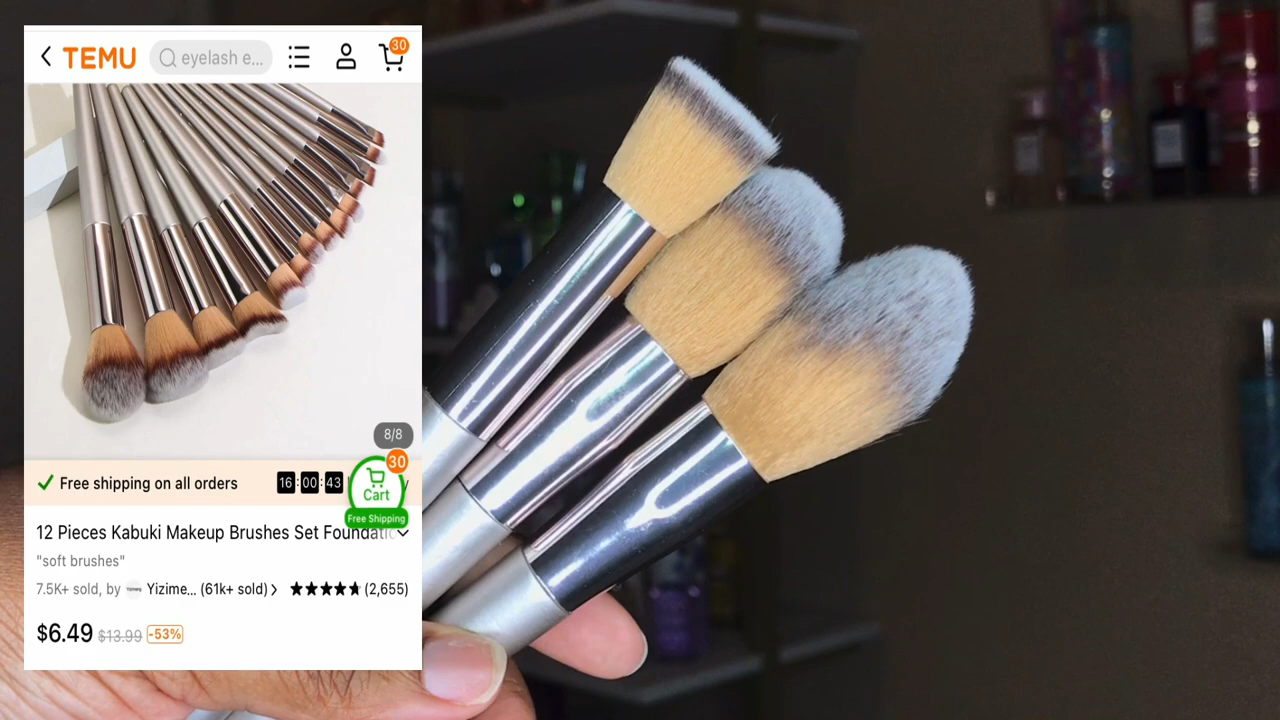 TEMU
eyelash e...
30
8/8
Free shipping on all orders
16:00:43
30
Cart
Free Shipping
12 Pieces Kabuki Makeup Brushes Set Foundatio
"soft brushes"
7.5K+ sold, by Yizime... (61k+ sold) > (2,655)
$6.49 $13.99 -53%